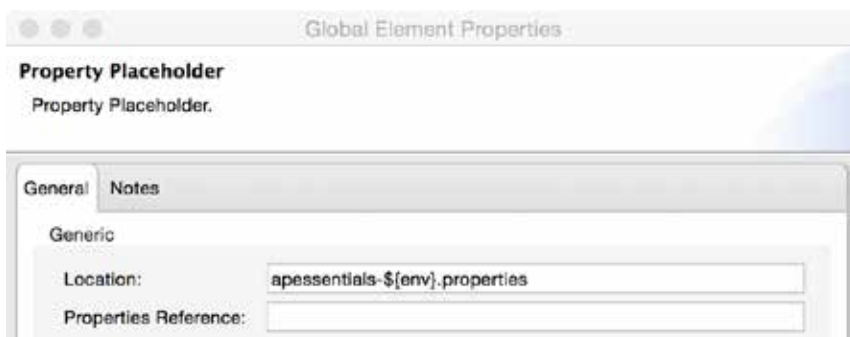 Global Element Properties
Property Placeholder
Property Placeholder.
General Notes
Generic
Location: apessentials-${env}.properties
Properties Reference: